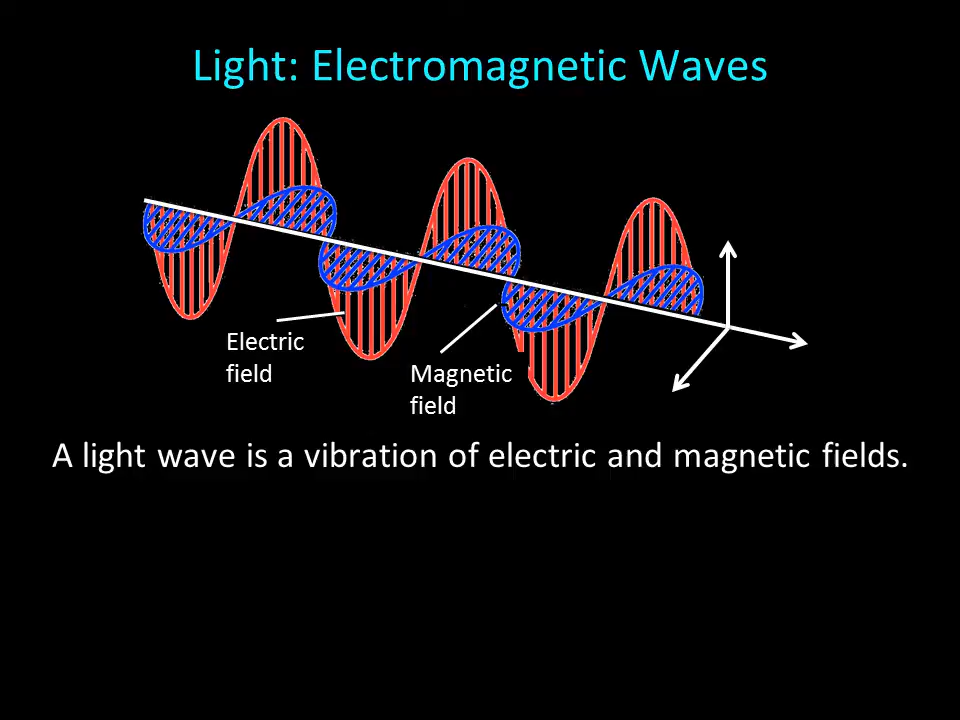 Light: Electromagnetic Waves
Electric
field
Magnetic
field
A light wave is a vibration of electric and magnetic fields.